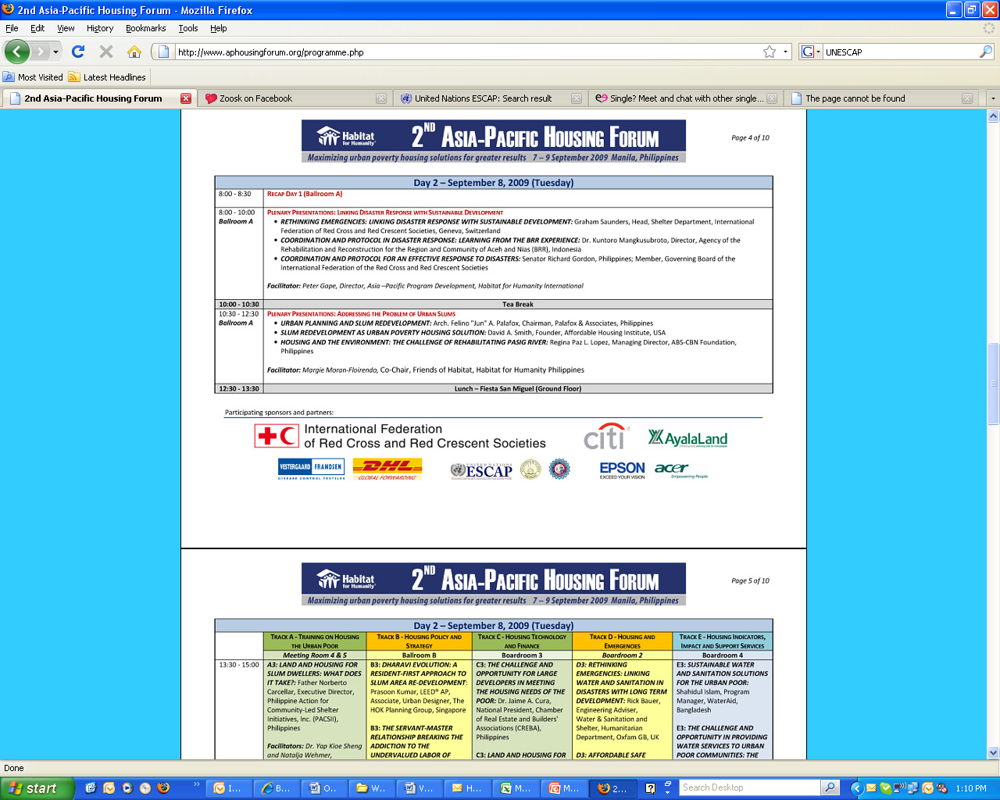 2nd Asia-Pacific Housing Forum - Mozilla Firefox
File Edit View History Bookmarks Tools Help
http://www.aphousingforum.org/programme.php
G UNESCAP
Most Visited Latest Headlines
2nd Asia-Pacific Housing Forum
Zoosk on Facebook
United Nations ESCAP: Search result
Single? Meet and chat with other single...
The page cannot be found
Habitat for Humanity
2ND ASIA-PACIFIC HOUSING FORUM
Page 4 of 10
Maximizing urban poverty housing solutions for greater results 7 – 9 September 2009 Manila, Philippines
Day 2 – September 8, 2009 (Tuesday)
8:00 - 8:30 RECAP DAY 1 (Ballroom A)
8:00 - 10:00 PLENARY PRESENTATIONS: LINKING DISASTER RESPONSE WITH SUSTAINABLE DEVELOPMENT
Ballroom A
• RETHINKING EMERGENCIES: LINKING DISASTER RESPONSE WITH SUSTAINABLE DEVELOPMENT: Graham Saunders, Head, Shelter Department, International
Federation of Red Cross and Red Crescent Societies, Geneva, Switzerland
• COORDINATION AND PROTOCOL IN DISASTER RESPONSE: LEARNING FROM THE BRR EXPERIENCE: Dr. Kuntoro Mangkusubroto, Director, Agency of the
Rehabilitation and Reconstruction for the Region and Community of Aceh and Nias (BRR), Indonesia
• COORDINATION AND PROTOCOL FOR AN EFFECTIVE RESPONSE TO DISASTERS: Senator Richard Gordon, Philippines; Member, Governing Board of the
International Federation of the Red Cross and Red Crescent Societies
Facilitator: Peter Gape, Director, Asia –Pacific Program Development, Habitat for Humanity International
10:00 - 10:30 Tea Break
10:30 - 12:30 PLENARY PRESENTATIONS: ADDRESSING THE PROBLEM OF URBAN SLUMS
Ballroom A
• URBAN PLANNING AND SLUM REDEVELOPMENT: Arch. Felino "Jun" A. Palafox, Chairman, Palafox & Associates, Philippines
• SLUM REDEVELOPMENT AS URBAN POVERTY HOUSING SOLUTION: David A. Smith, Founder, Affordable Housing Institute, USA
• HOUSING AND THE ENVIRONMENT: THE CHALLENGE OF REHABILITATING PASIG RIVER: Regina Paz L. Lopez, Managing Director, ABS-CBN Foundation,
Philippines
Facilitator: Margie Moran-Floirendo, Co-Chair, Friends of Habitat, Habitat for Humanity Philippines
12:30 - 13:30 Lunch – Fiesta San Miguel (Ground Floor)
Participating sponsors and partners:
International Federation
of Red Cross and Red Crescent Societies
citi
AyalaLand
VESTERGAARD FRANDSEN
DISEASE CONTROL TEXTILES
DHL
GLOBAL FORWARDING
UNITED NATIONS
ESCAP
EPSON
EXCEED YOUR VISION
acer
Empowering People
Habitat for Humanity
2ND ASIA-PACIFIC HOUSING FORUM
Page 5 of 10
Maximizing urban poverty housing solutions for greater results 7 – 9 September 2009 Manila, Philippines
Day 2 – September 8, 2009 (Tuesday)
TRACK A - TRAINING ON HOUSING
THE URBAN POOR
Meeting Room 4 & 5
TRACK B - HOUSING POLICY AND
STRATEGY
Ballroom B
TRACK C - HOUSING TECHNOLOGY
AND FINANCE
Boardroom 3
TRACK D - HOUSING AND
EMERGENCIES
Boardroom 2
TRACK E - HOUSING INDICATORS,
IMPACT AND SUPPORT SERVICES
Boardroom 4
13:30 - 15:00
A3: LAND AND HOUSING FOR
SLUM DWELLERS: WHAT DOES
IT TAKE?: Father Norberto
Carcellar, Executive Director,
Philippine Action for
Community-Led Shelter
Initiatives, Inc. (PACSII),
Philippines
Facilitators: Dr. Yap Kioe Sheng
and Natalja Wehmer,
B3: DHARAVI EVOLUTION: A
RESIDENT-FIRST APPROACH TO
SLUM AREA RE-DEVELOPMENT:
Prasoon Kumar, LEED® AP,
Associate, Urban Designer, The
HOK Planning Group, Singapore
B3: THE SERVANT-MASTER
RELATIONSHIP BREAKING THE
ADDICTION TO THE
UNDERVALUED LABOR OF
C3: THE CHALLENGE AND
OPPORTUNITY FOR LARGE
DEVELOPERS IN MEETING
THE HOUSING NEEDS OF THE
POOR: Dr. Jaime A. Cura,
National President, Chamber
of Real Estate and Builders'
Associations (CREBA),
Philippines
C3: LAND AND HOUSING FOR
D3: RETHINKING
EMERGENCIES: LINKING
WATER AND SANITATION IN
DISASTERS WITH LONG TERM
DEVELOPMENT: Rick Bauer,
Engineering Adviser,
Water & Sanitation and
Shelter, Humanitarian
Department, Oxfam GB, UK
D3: AFFORDABLE SAFE
E3: SUSTAINABLE WATER
AND SANITATION SOLUTIONS
FOR THE URBAN POOR:
Shahidul Islam, Program
Manager, WaterAid,
Bangladesh
E3: THE CHALLENGE AND
OPPORTUNITY IN PROVIDING
WATER SERVICES TO URBAN
POOR COMMUNITIES: THE
Done
start
I...
B...
O...
W...
V...
H...
M...
M...
2...
Search Desktop
1:10 PM